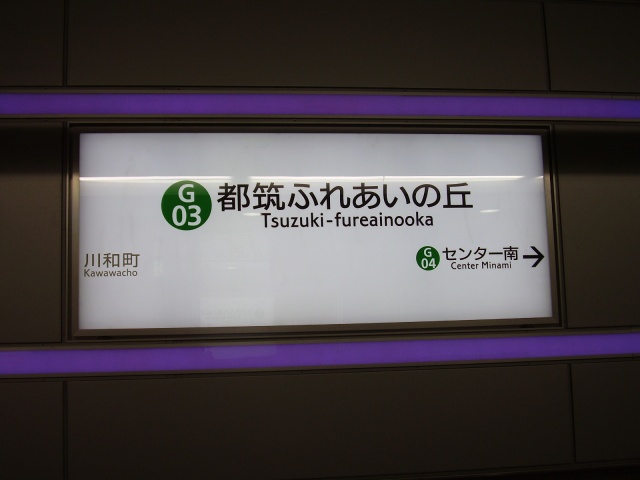 G 03 都筑ふれあいの丘
Tsuzuki-fureainooka
川和町
Kawawacho
G 04 センター南 →
Center Minami